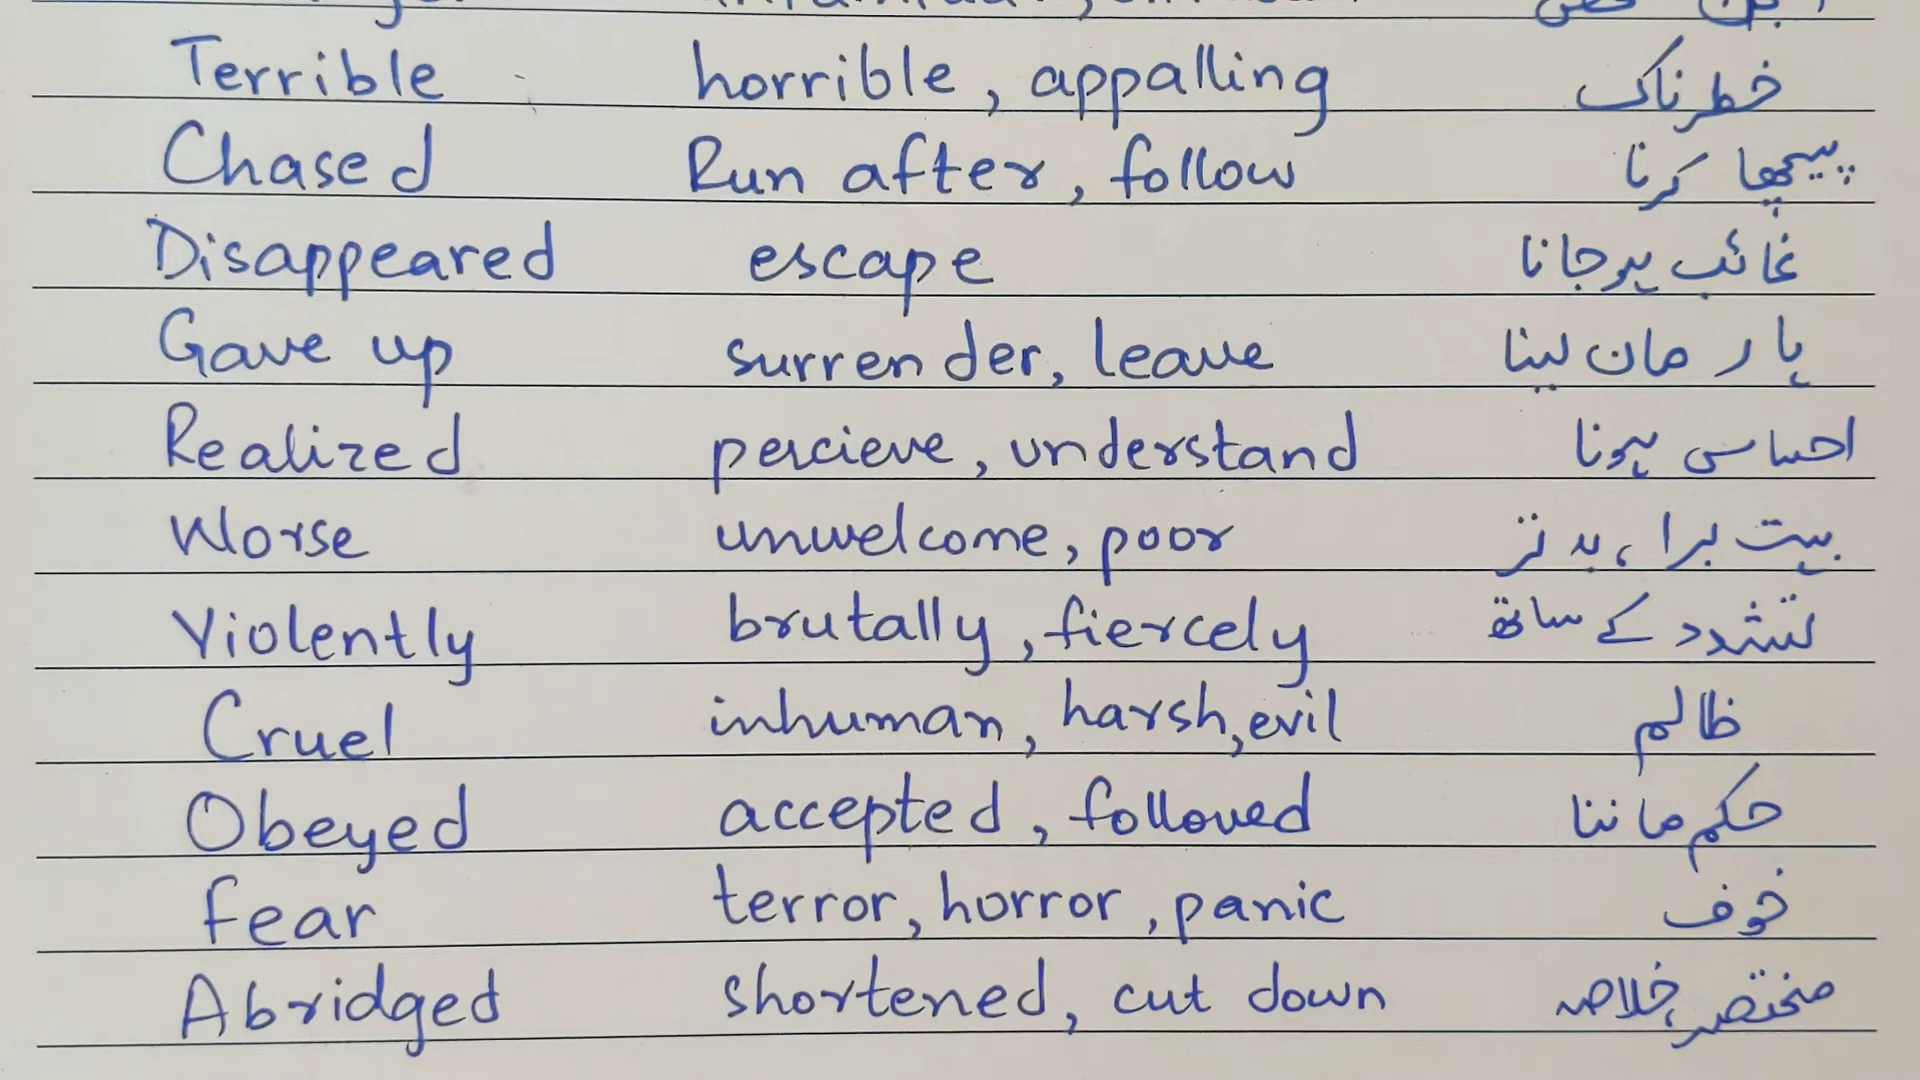 Terrible horrible, appalling خطرناک
Chased Run after, follow پیچھا کرنا
Disappeared escape غائب ہوجانا
Gave up surrender, leave ہار مان لینا
Realized percieve, understand احساس ہونا
Worse unwelcome, poor بہت برا، بدتر
Violently brutally, fiercely تشدد کے ساتھ
Cruel inhuman, harsh, evil ظالم
Obeyed accepted, followed حکم ماننا
Fear terror, horror, panic خوف
Abridged shortened, cut down مختصر، خلاصہ